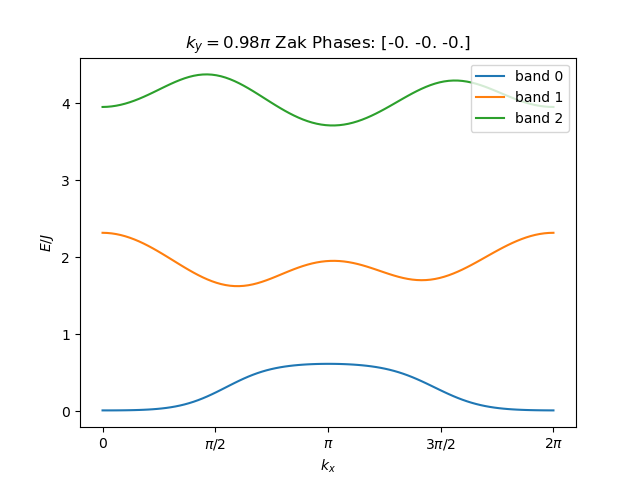 $k_y = 0.98\pi$ Zak Phases: [-0. -0. -0.]
band 0
band 1
band 2
E/J
4
3
2
1
0
0 π/2 π 3π/2 2π
$k_x$